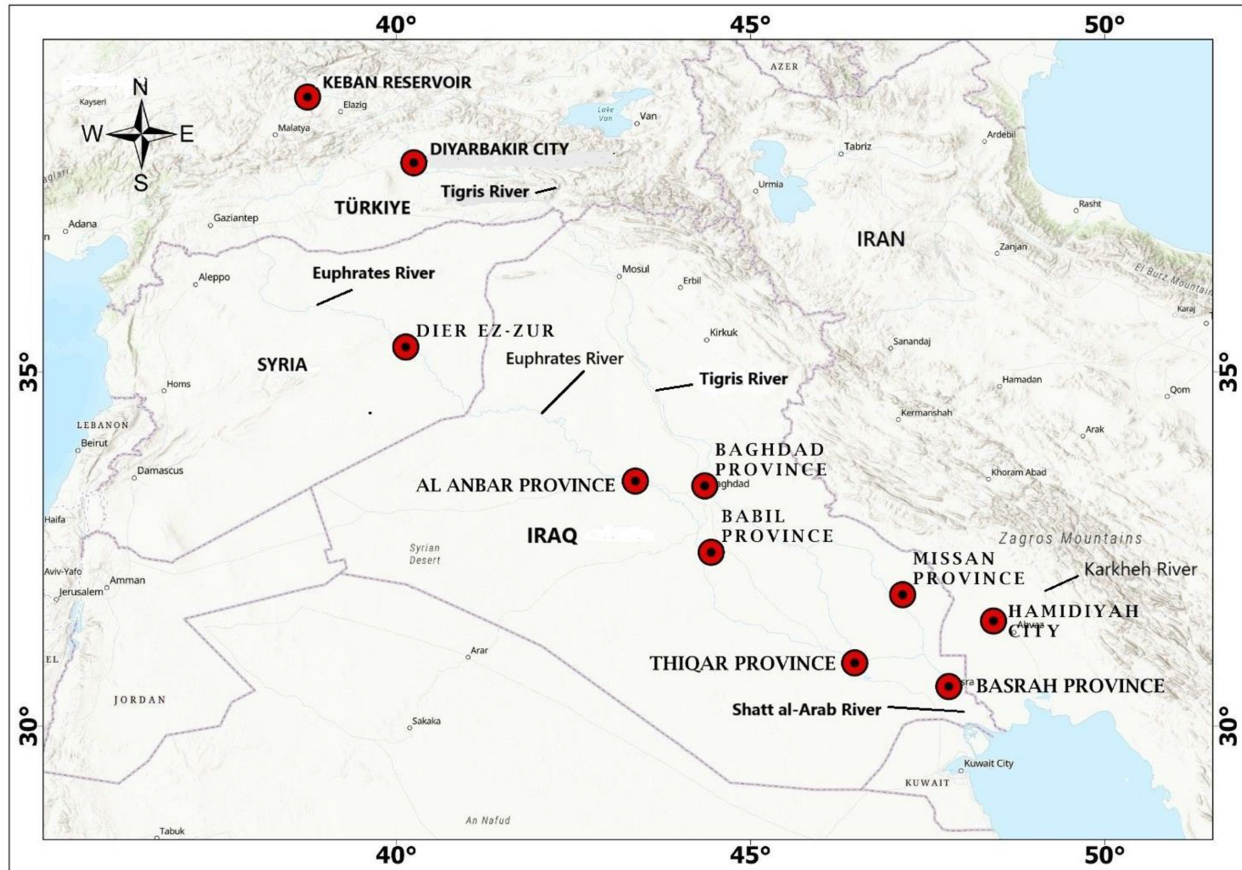 40° 45° 50°
AZER
N
KEBAN RESERVOIR
Kayseri
Elazig
Lake
Van
Van
W E
Malatya
Ardebil
DIYARBAKIR CITY
Tabriz
S
Tigris River
Urmia
TÜRKIYE
Rasht
Gaziantep
Adana
IRAN
Zanjan
Mosul
El Burz Mountain
Euphrates River
Aleppo
Erbil
Karaj
DIER EZ-ZUR
Kirkuk
Sanandaj
Euphrates River
SYRIA
35° 35°
Tigris River
Hamadan
Homs
Qom
Kermanshah
LEBANON
Arak
Beirut
BAGHDAD
PROVINCE
Damascus
Khoram Abad
AL ANBAR PROVINCE
aghdad
BABIL
PROVINCE
Haifa
IRAQ
Zagros Mountains
Syrian
Desert
MISSAN
PROVINCE
Karkheh River
Aviv-Yafo
Amman
Jerusalem
HAMIDIYAH
CITY
Ahvaz
Arar
THIQAR PROVINCE
EL
BASRAH PROVINCE
sra
JORDAN
Shatt al-Arab River
Sakaka
30° 30°
Kuwait City
KUWAIT
An Nafud
Tabuk
40° 45° 50°